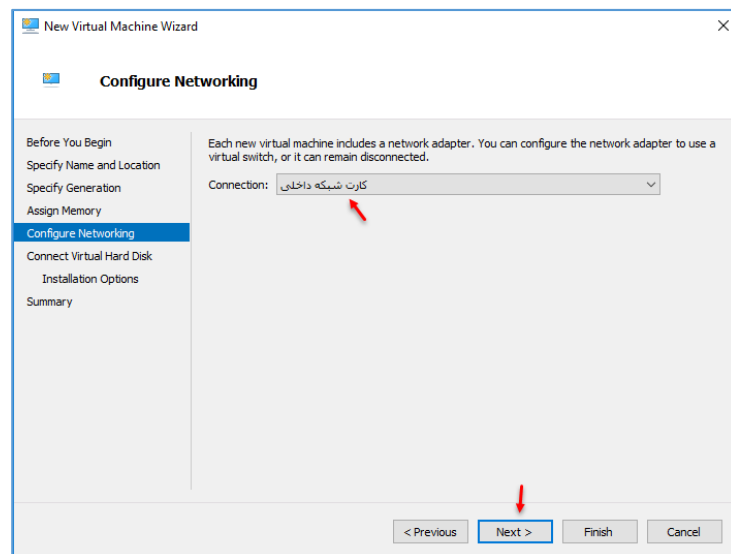 New Virtual Machine Wizard
Configure Networking
Before You Begin
Specify Name and Location
Specify Generation
Assign Memory
Configure Networking
Connect Virtual Hard Disk
Installation Options
Summary
Each new virtual machine includes a network adapter. You can configure the network adapter to use a
virtual switch, or it can remain disconnected.
Connection: کارت شبکه داخلی
< Previous
Next >
Finish
Cancel